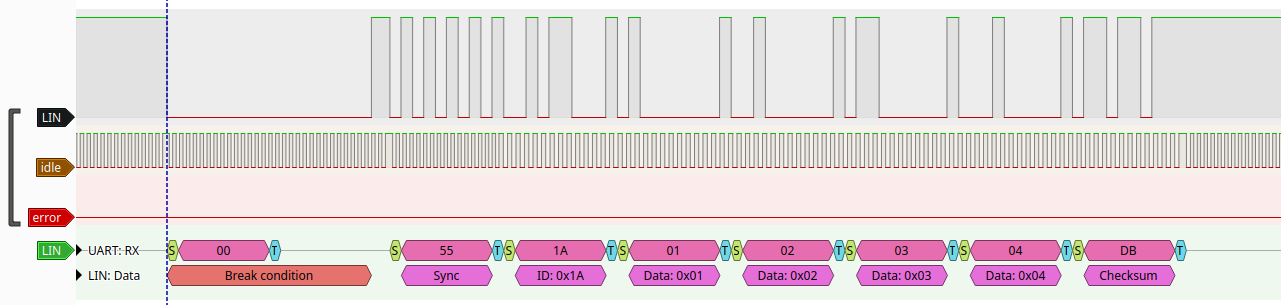 LIN
idle
error
LIN UART: RX S 00 T S 55 T S 1A T S 01 T S 02 T S 03 T S 04 T S DB T
LIN: Data Break condition Sync ID: 0x1A Data: 0x01 Data: 0x02 Data: 0x03 Data: 0x04 Checksum